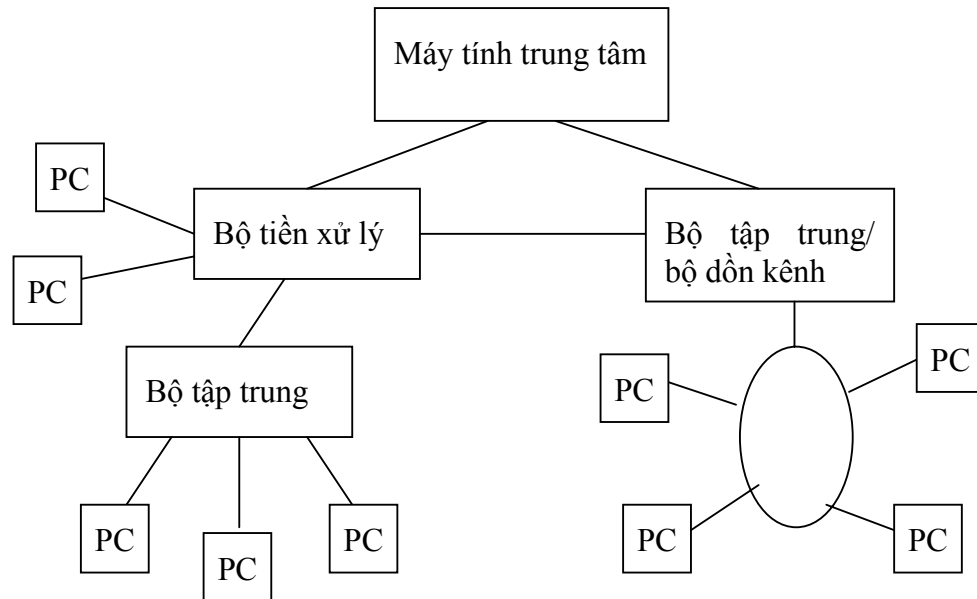 Máy tính trung tâm
PC
Bộ tiền xử lý
Bộ tập trung/
bộ dồn kênh
PC
PC
PC
Bộ tập trung
PC
PC
PC
PC
PC
PC